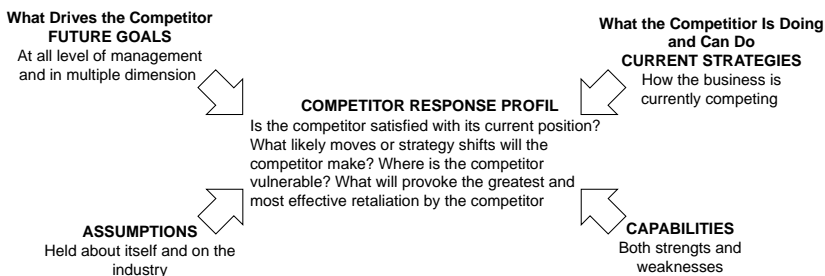 What Drives the Competitor
FUTURE GOALS
At all level of management
and in multiple dimension
What the Competitior Is Doing
and Can Do
CURRENT STRATEGIES
How the business is
currently competing
COMPETITOR RESPONSE PROFIL
Is the competitor satisfied with its current position?
What likely moves or strategy shifts will the
competitor make? Where is the competitor
vulnerable? What will provoke the greatest and
most effective retaliation by the competitor
ASSUMPTIONS
Held about itself and on the
industry
CAPABILITIES
Both strengts and
weaknesses